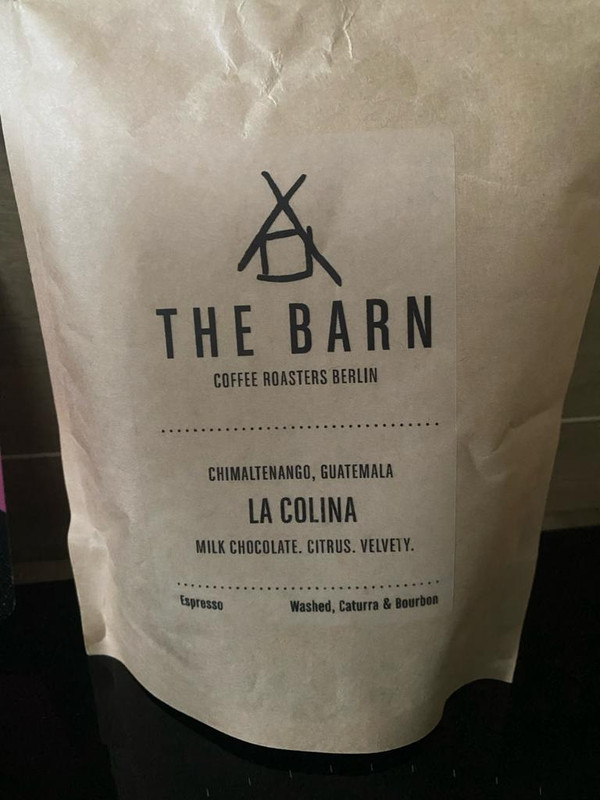 THE BARN
COFFEE ROASTERS BERLIN
CHIMALTENANGO, GUATEMALA
LA COLINA
MILK CHOCOLATE. CITRUS. VELVETY.
Espresso Washed, Caturra & Bourbon